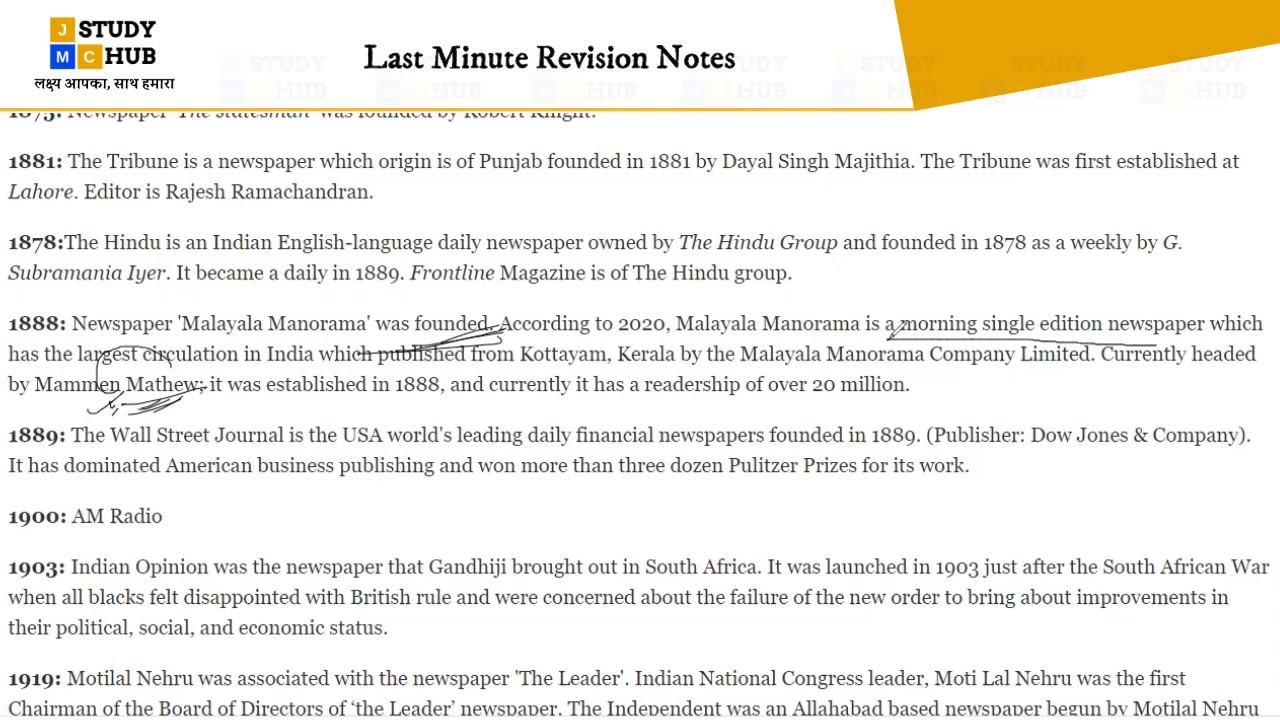 J STUDY
M C HUB
लक्ष्य आपका, साथ हमारा
Last Minute Revision Notes
1875: Newspaper 'The statesman' was founded by Robert Knight.
1881: The Tribune is a newspaper which origin is of Punjab founded in 1881 by Dayal Singh Majithia. The Tribune was first established at
Lahore. Editor is Rajesh Ramachandran.
1878:The Hindu is an Indian English-language daily newspaper owned by The Hindu Group and founded in 1878 as a weekly by G.
Subramania Iyer. It became a daily in 1889. Frontline Magazine is of The Hindu group.
1888: Newspaper 'Malayala Manorama' was founded. According to 2020, Malayala Manorama is a morning single edition newspaper which
has the largest circulation in India which published from Kottayam, Kerala by the Malayala Manorama Company Limited. Currently headed
by Mammen Mathew; it was established in 1888, and currently it has a readership of over 20 million.
1889: The Wall Street Journal is the USA world's leading daily financial newspapers founded in 1889. (Publisher: Dow Jones & Company).
It has dominated American business publishing and won more than three dozen Pulitzer Prizes for its work.
1900: AM Radio
1903: Indian Opinion was the newspaper that Gandhiji brought out in South Africa. It was launched in 1903 just after the South African War
when all blacks felt disappointed with British rule and were concerned about the failure of the new order to bring about improvements in
their political, social, and economic status.
1919: Motilal Nehru was associated with the newspaper 'The Leader'. Indian National Congress leader, Moti Lal Nehru was the first
Chairman of the Board of Directors of ‘the Leader’ newspaper. The Independent was an Allahabad based newspaper begun by Motilal Nehru